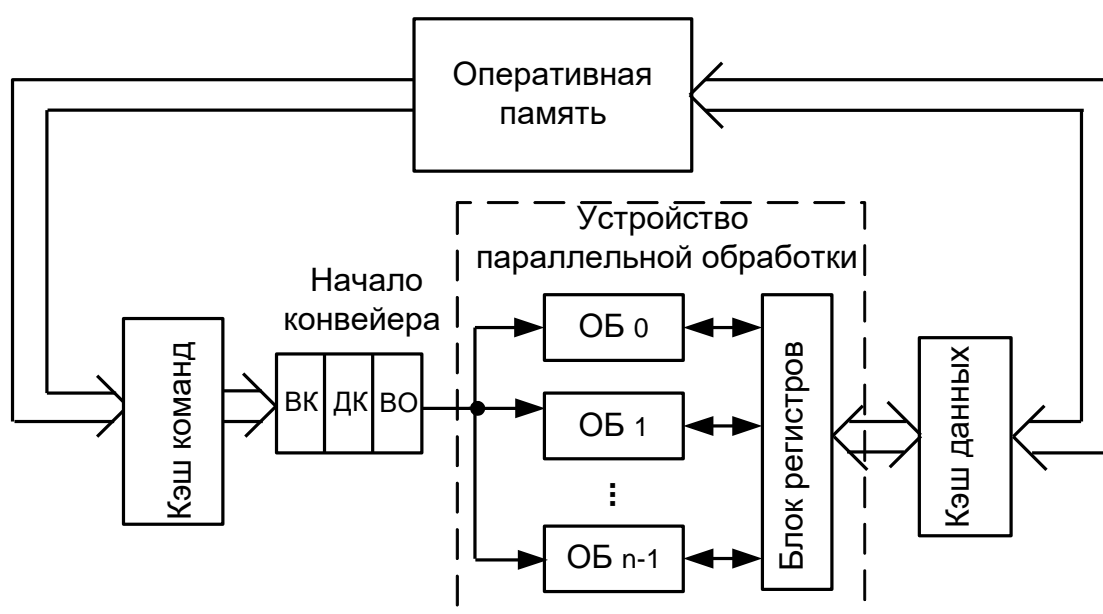 Оперативная
память
Устройство
параллельной обработки
Начало
конвейера
Кэш команд
ВК
ДК
ВО
ОБ 0
ОБ 1
...
ОБ n-1
Блок регистров
Кэш данных